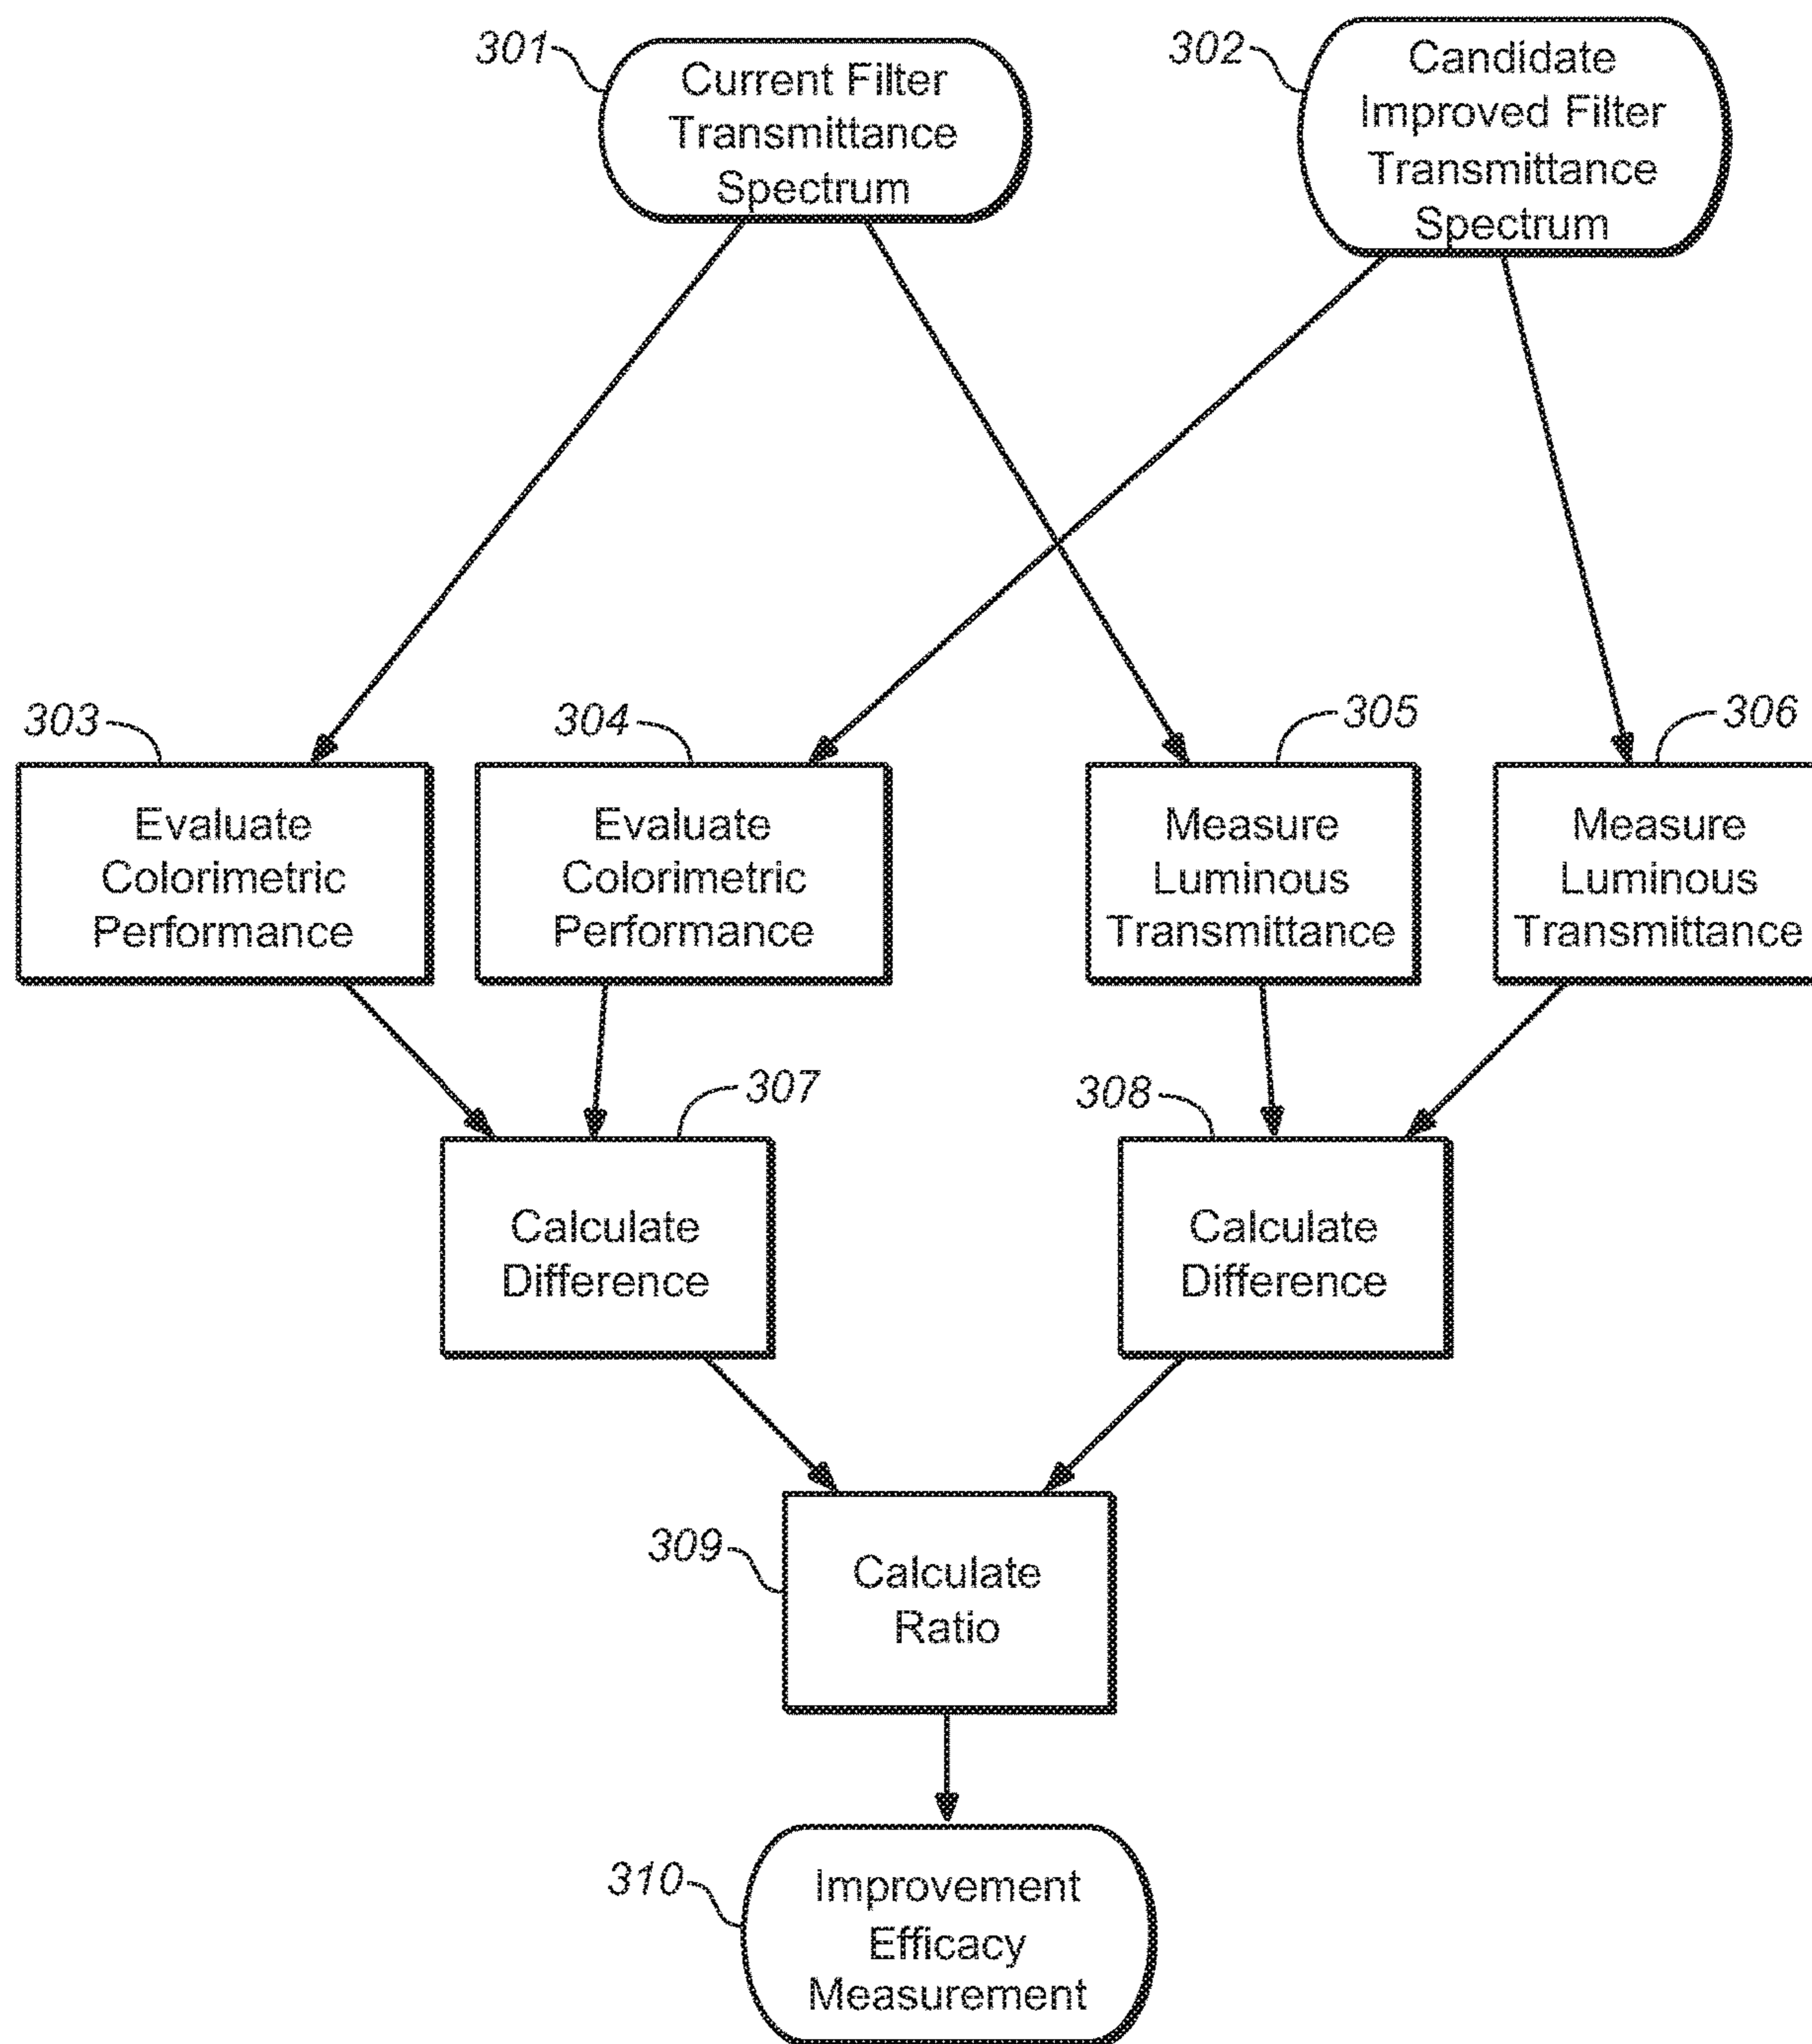 301
Current Filter
Transmittance
Spectrum
302
Candidate
Improved Filter
Transmittance
Spectrum
303
Evaluate
Colorimetric
Performance
304
Evaluate
Colorimetric
Performance
305
Measure
Luminous
Transmittance
306
Measure
Luminous
Transmittance
307
Calculate
Difference
308
Calculate
Difference
309
Calculate
Ratio
310
Improvement
Efficacy
Measurement